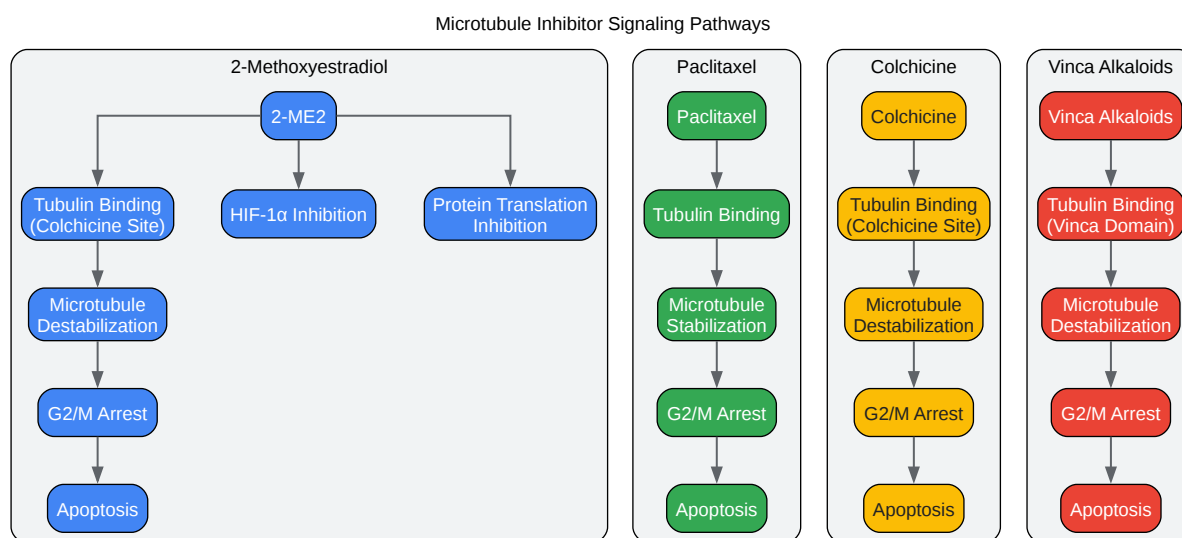 Microtubule Inhibitor Signaling Pathways
2-Methoxyestradiol
2-ME2
Tubulin Binding
(Colchicine Site)
HIF-1α Inhibition
Protein Translation
Inhibition
Microtubule
Destabilization
G2/M Arrest
Apoptosis
Paclitaxel
Paclitaxel
Tubulin Binding
Microtubule
Stabilization
G2/M Arrest
Apoptosis
Colchicine
Colchicine
Tubulin Binding
(Colchicine Site)
Microtubule
Destabilization
G2/M Arrest
Apoptosis
Vinca Alkaloids
Vinca Alkaloids
Tubulin Binding
(Vinca Domain)
Microtubule
Destabilization
G2/M Arrest
Apoptosis